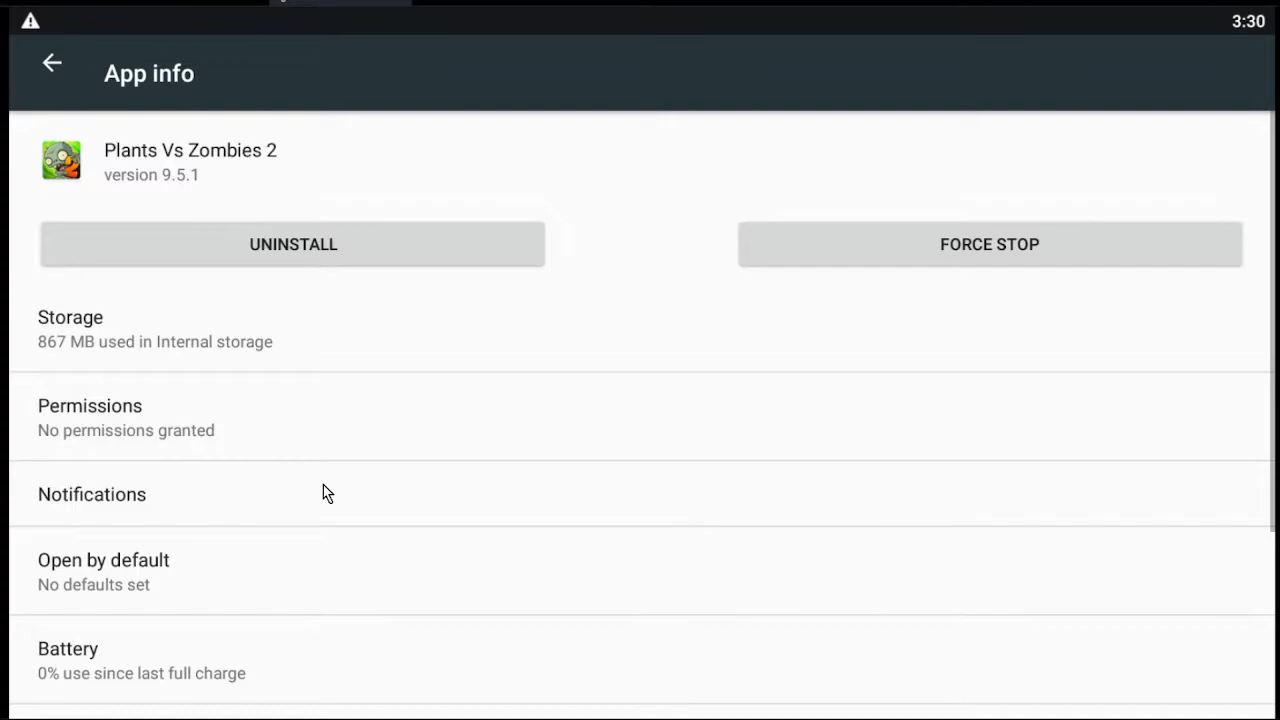 3:30
App info
Plants Vs Zombies 2
version 9.5.1
UNINSTALL
FORCE STOP
Storage
867 MB used in Internal storage
Permissions
No permissions granted
Notifications
Open by default
No defaults set
Battery
0% use since last full charge